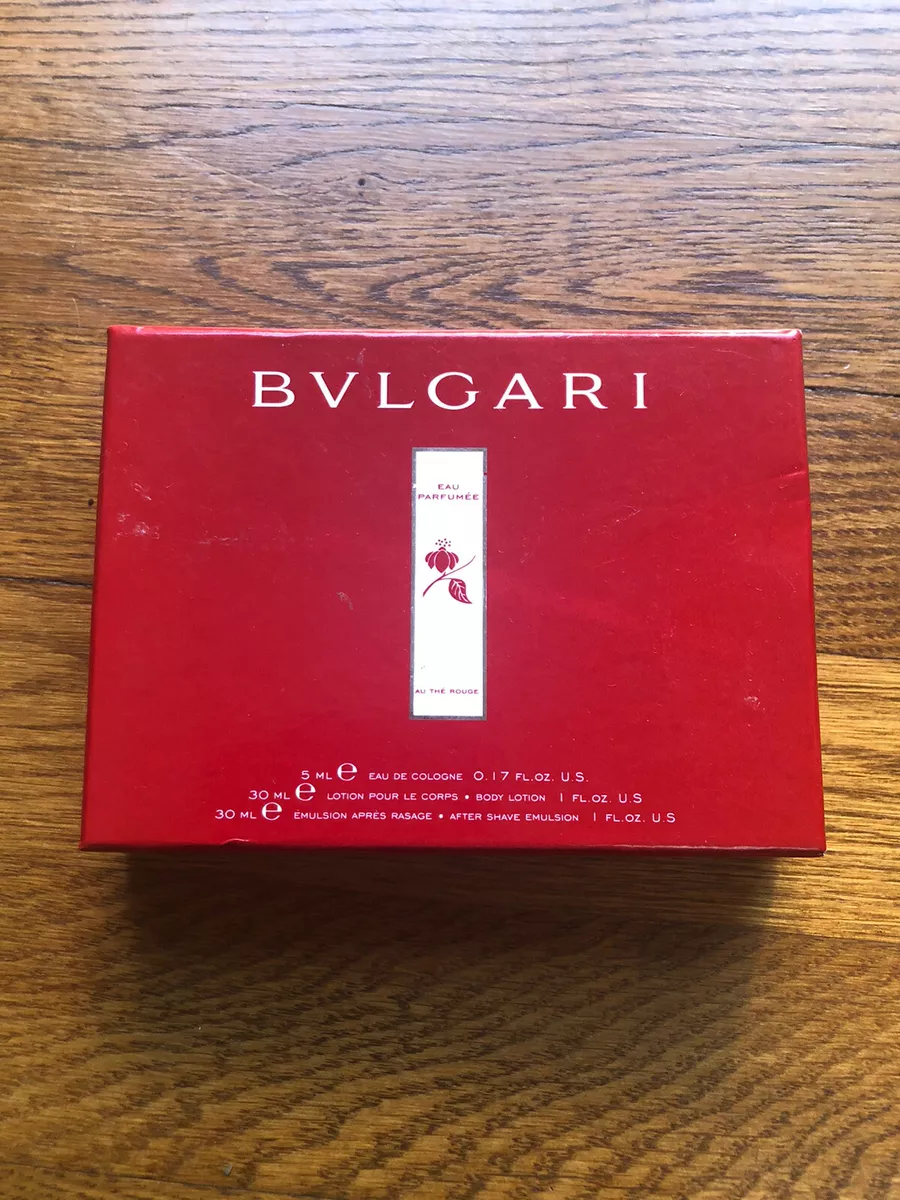 BVLGARI
EAU
PARFUMÉE
AU THÉ ROUGE
5 ML ℮ EAU DE COLOGNE 0.17 FL.OZ. U.S.
30 ML ℮ LOTION POUR LE CORPS • BODY LOTION 1 FL.OZ. U.S
30 ML ℮ ÉMULSION APRÈS RASAGE • AFTER SHAVE EMULSION 1 FL.OZ. U.S